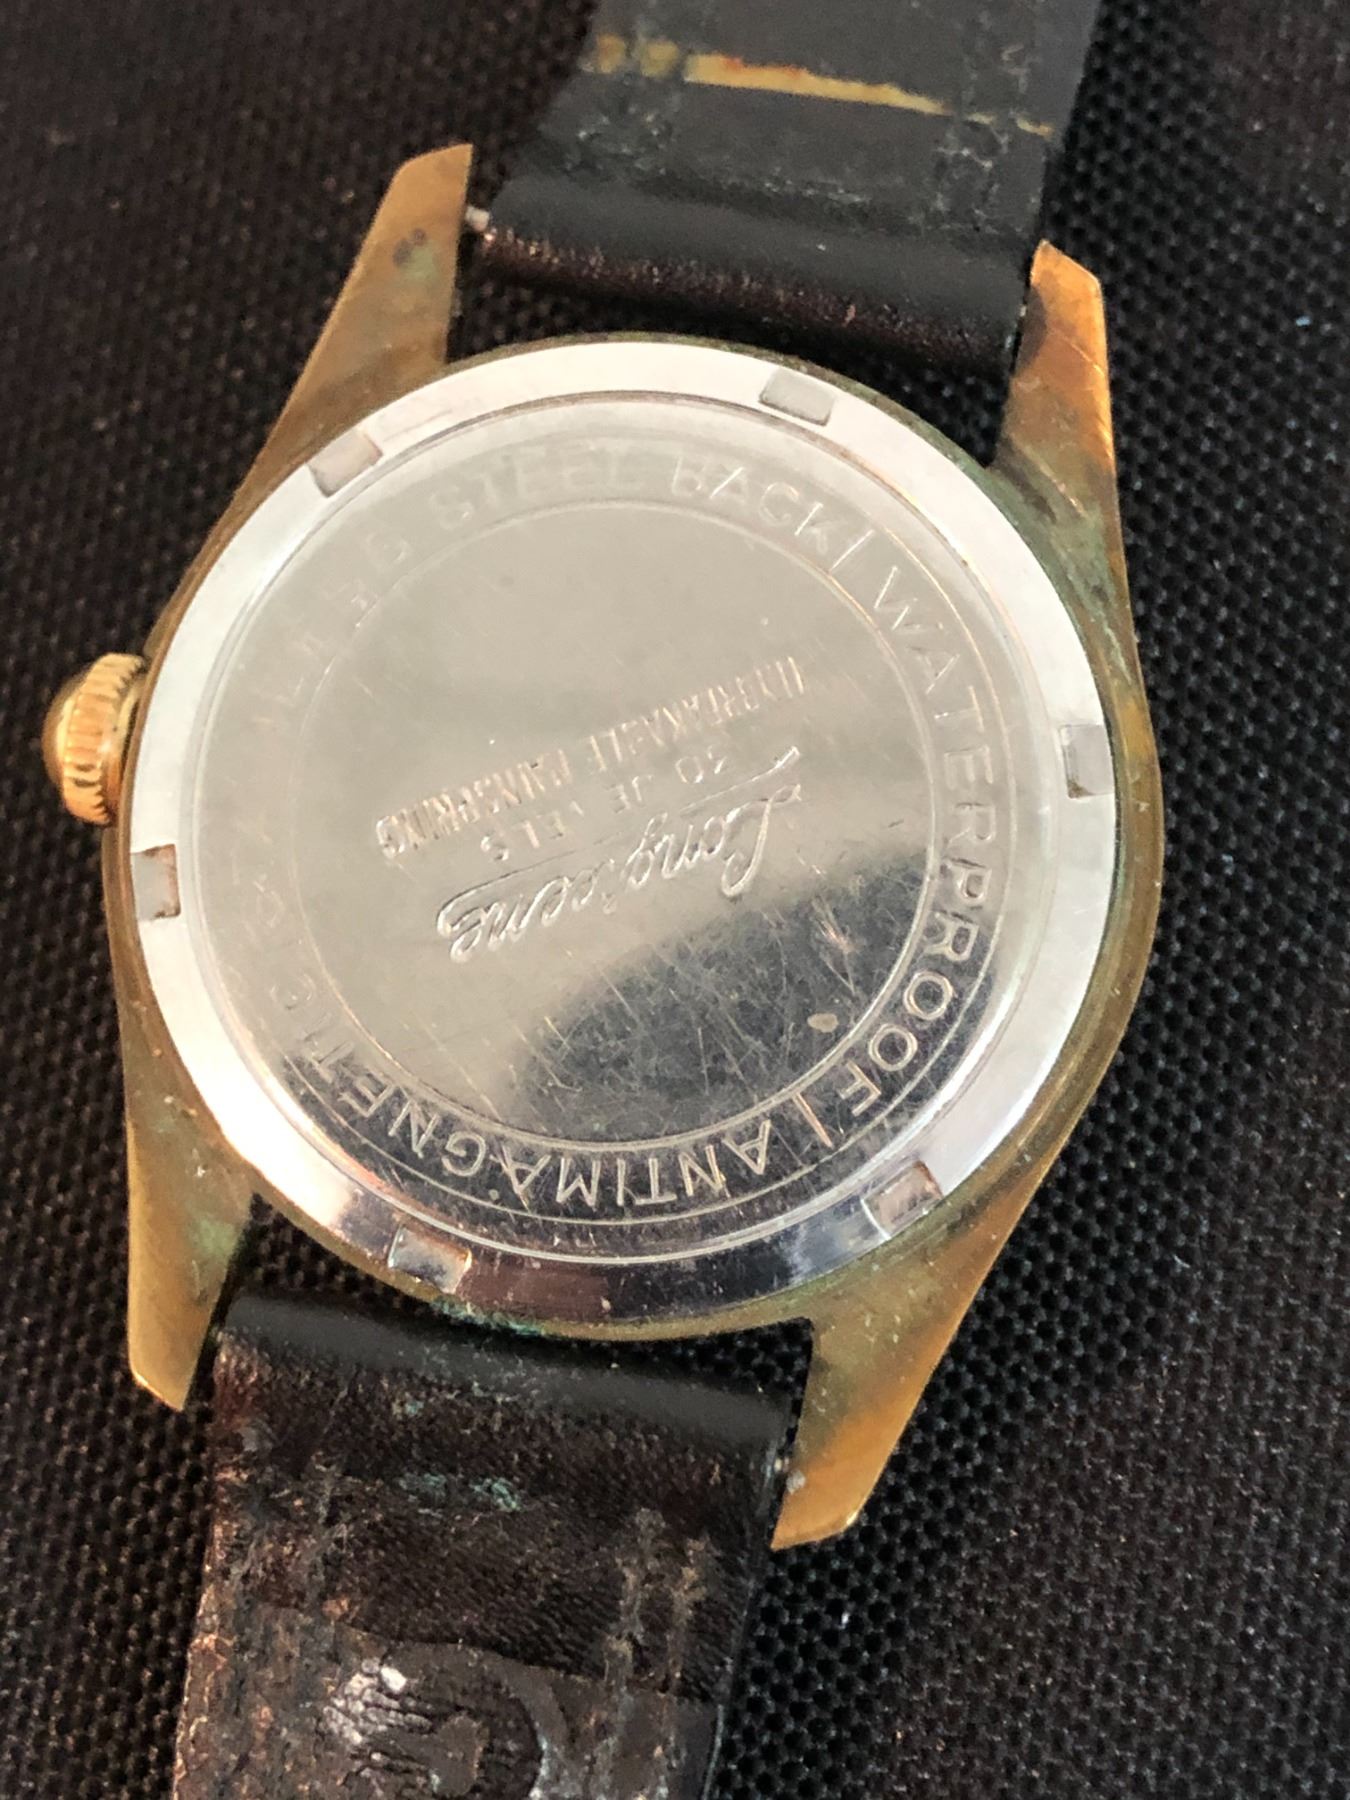 30 JEWELS
UNBREAKABLE MAINSPRING
STEEL BACK | WATERPROOF | ANTIMAGNETIC